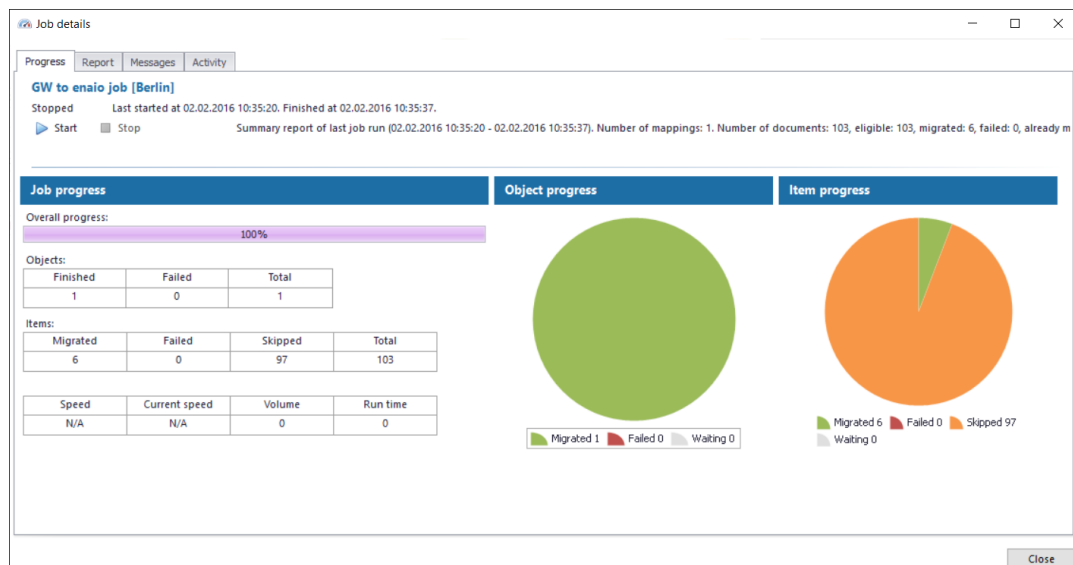 Job details
Progress Report Messages Activity
GW to enaio job [Berlin]
Stopped Last started at 02.02.2016 10:35:20. Finished at 02.02.2016 10:35:37.
Start Stop Summary report of last job run (02.02.2016 10:35:20 - 02.02.2016 10:35:37). Number of mappings: 1. Number of documents: 103, eligible: 103, migrated: 6, failed: 0, already m
Job progress Object progress Item progress
Overall progress:
100%
Objects:
Finished Failed Total
1 0 1
Items:
Migrated Failed Skipped Total
6 0 97 103
Speed Current speed Volume Run time
N/A N/A 0 0
Migrated 1 Failed 0 Waiting 0
Migrated 6 Failed 0 Skipped 97
Waiting 0
Close